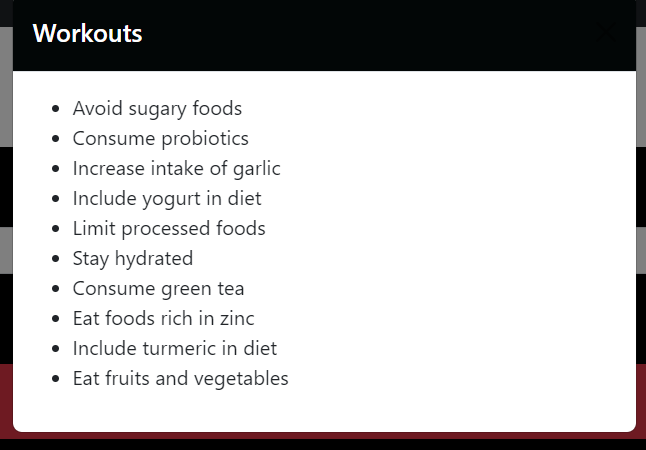 Workouts
• Avoid sugary foods
• Consume probiotics
• Increase intake of garlic
• Include yogurt in diet
• Limit processed foods
• Stay hydrated
• Consume green tea
• Eat foods rich in zinc
• Include turmeric in diet
• Eat fruits and vegetables